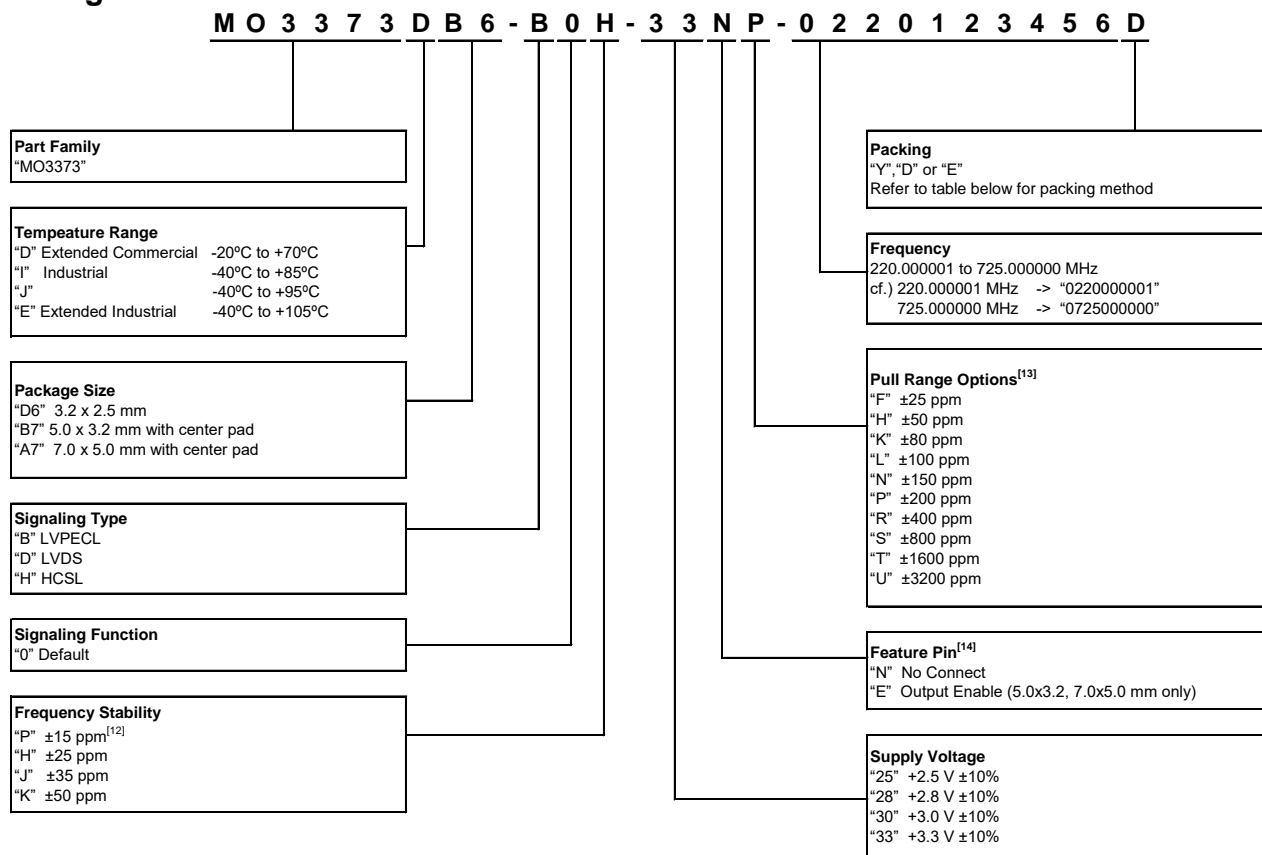 M O 3 3 7 3 D B 6 - B 0 H - 3 3 N P - 0 2 2 0 1 2 3 4 5 6 D
Part Family
“MO3373”
Tempeature Range
“D” Extended Commercial -20ºC to +70ºC
“I” Industrial -40ºC to +85ºC
“J” -40ºC to +95ºC
“E” Extended Industrial -40ºC to +105ºC
Package Size
“D6” 3.2 x 2.5 mm
“B7” 5.0 x 3.2 mm with center pad
“A7” 7.0 x 5.0 mm with center pad
Signaling Type
“B” LVPECL
“D” LVDS
“H” HCSL
Signaling Function
“0” Default
Frequency Stability
“P” ±15 ppm[12]
“H” ±25 ppm
“J” ±35 ppm
“K” ±50 ppm
Packing
“Y”,“D” or “E”
Refer to table below for packing method
Frequency
220.000001 to 725.000000 MHz
cf.) 220.000001 MHz -> “0220000001”
725.000000 MHz -> “0725000000”
Pull Range Options[13]
“F” ±25 ppm
“H” ±50 ppm
“K” ±80 ppm
“L” ±100 ppm
“N” ±150 ppm
“P” ±200 ppm
“R” ±400 ppm
“S” ±800 ppm
“T” ±1600 ppm
“U” ±3200 ppm
Feature Pin[14]
“N” No Connect
“E” Output Enable (5.0x3.2, 7.0x5.0 mm only)
Supply Voltage
“25” +2.5 V ±10%
“28” +2.8 V ±10%
“30” +3.0 V ±10%
“33” +3.3 V ±10%